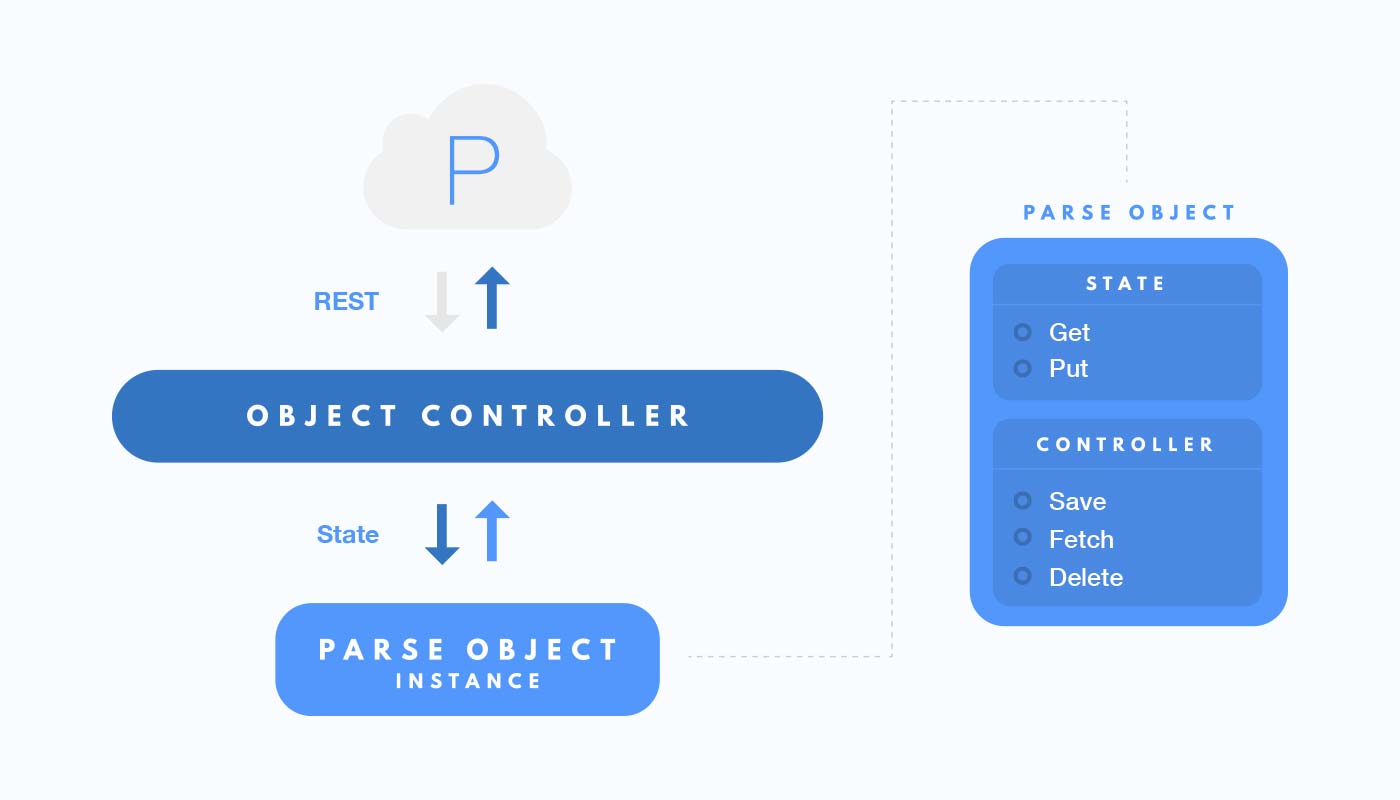 P
REST
OBJECT CONTROLLER
State
PARSE OBJECT
INSTANCE
PARSE OBJECT
STATE
Get
Put
CONTROLLER
Save
Fetch
Delete